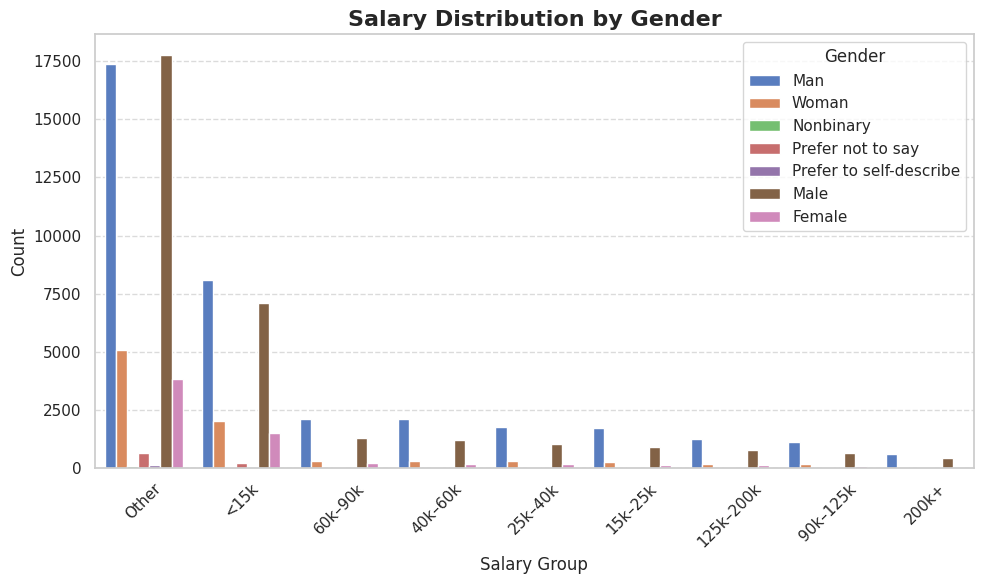 Salary Distribution by Gender
Count
17500
15000
12500
10000
7500
5000
2500
0
Gender
Man
Woman
Nonbinary
Prefer not to say
Prefer to self-describe
Male
Female
Other
<15k
60k–90k
40k–60k
25k–40k
15k–25k
125k–200k
90k–125k
200k+
Salary Group